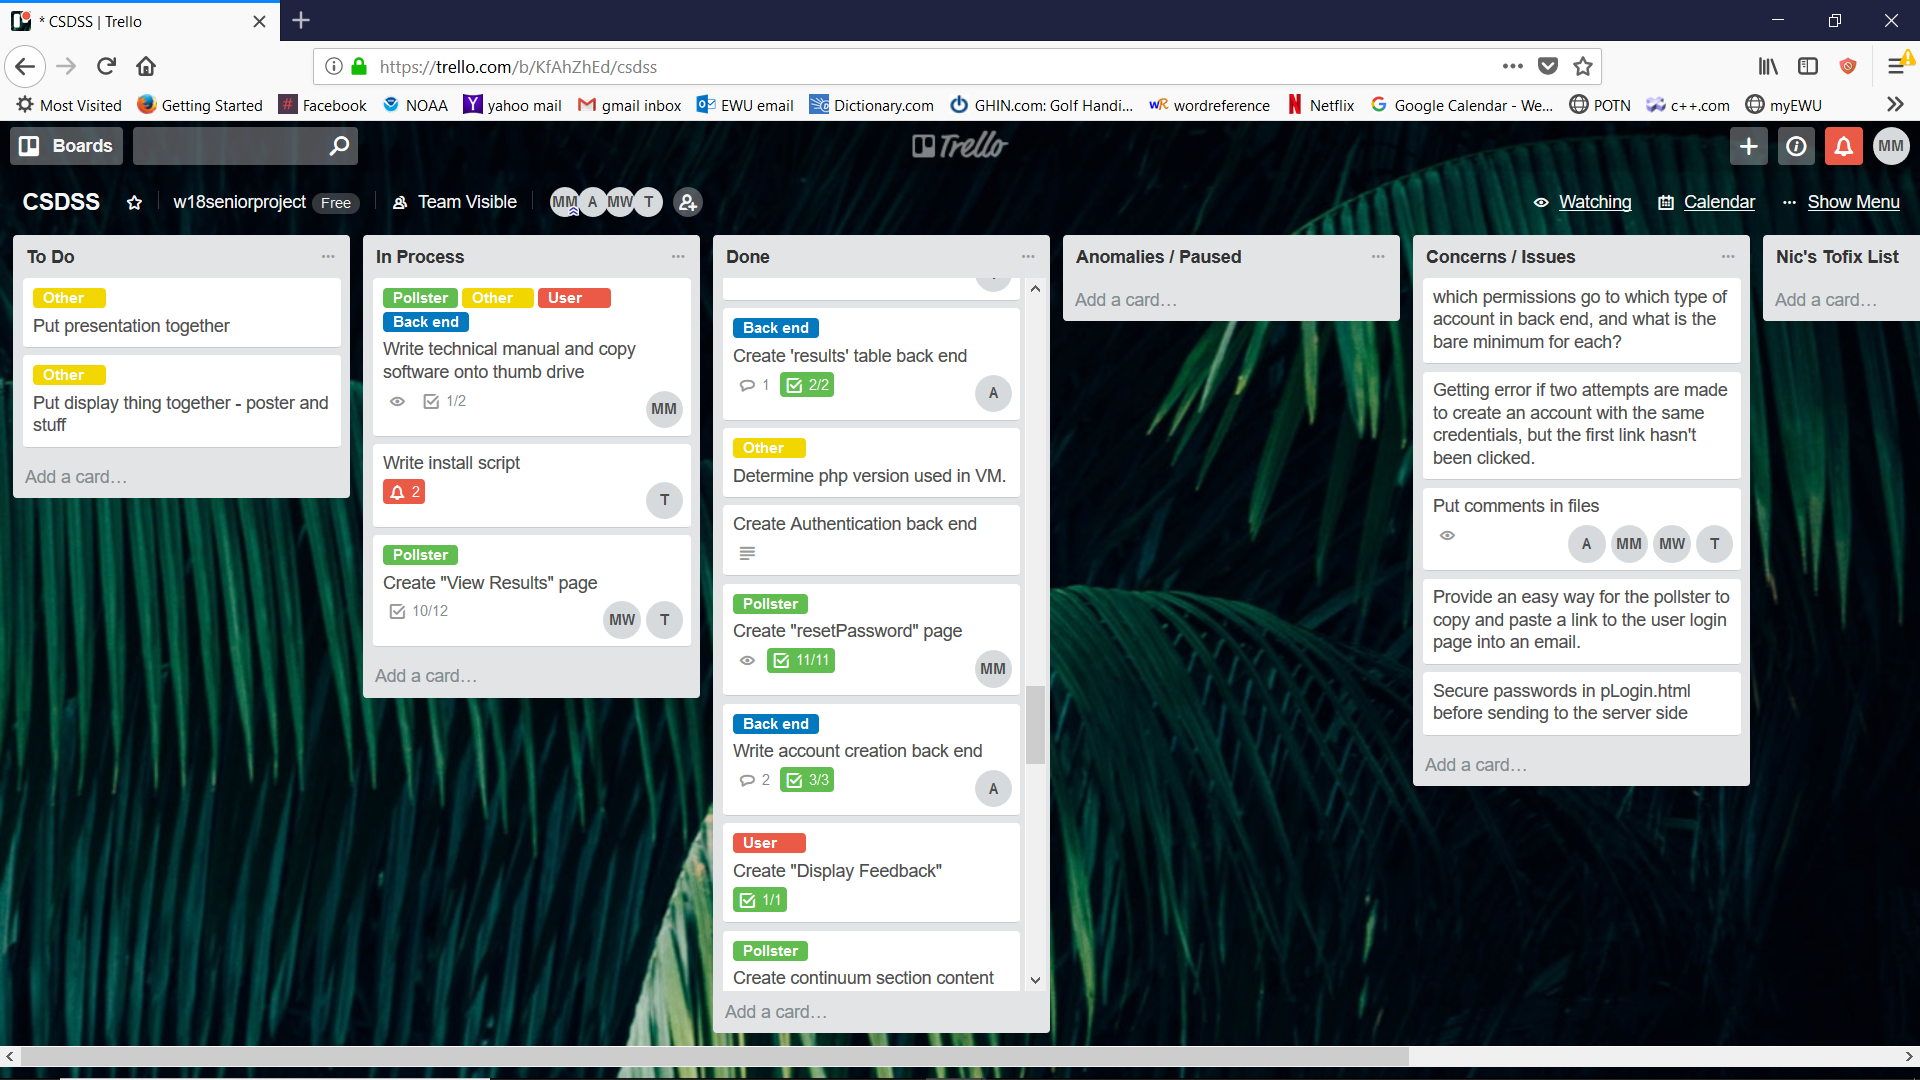 * CSDSS | Trello
https://trello.com/b/KfAhZhEd/csdss
Most Visited Getting Started Facebook NOAA yahoo mail gmail inbox EWU email Dictionary.com GHIN.com: Golf Handi... wordreference Netflix Google Calendar - We... POTN c++.com myEWU
Boards
Trello
MM
CSDSS
w18seniorproject Free
Team Visible
MM A MW T
Watching
Calendar
Show Menu
To Do
Other
Put presentation together
Other
Put display thing together - poster and
stuff
Add a card…
In Process
Pollster Other User
Back end
Write technical manual and copy
software onto thumb drive
1/2
MM
Write install script
2
T
Pollster
Create "View Results" page
10/12
MW T
Add a card…
Done
Back end
Create 'results' table back end
1 2/2
A
Other
Determine php version used in VM.
Create Authentication back end
Pollster
Create "resetPassword" page
11/11
MM
Back end
Write account creation back end
2 3/3
A
User
Create "Display Feedback"
1/1
Pollster
Create continuum section content
Add a card…
Anomalies / Paused
Add a card…
Concerns / Issues
which permissions go to which type of
account in back end, and what is the
bare minimum for each?
Getting error if two attempts are made
to create an account with the same
credentials, but the first link hasn't
been clicked.
Put comments in files
A MM MW T
Provide an easy way for the pollster to
copy and paste a link to the user login
page into an email.
Secure passwords in pLogin.html
before sending to the server side
Add a card…
Nic's Tofix List
Add a card…